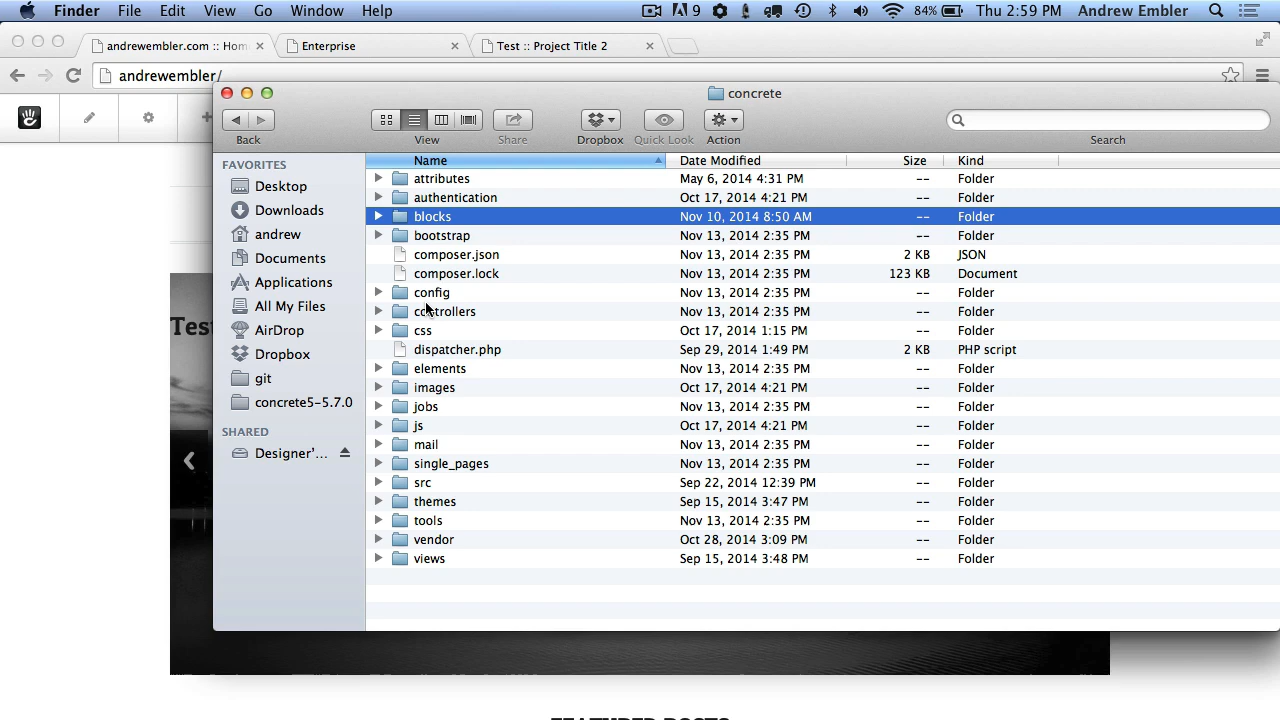 Finder File Edit View Go Window Help 9 84% Thu 2:59 PM Andrew Embler
andrewembler.com :: Hom × Enterprise × Test :: Project Title 2 ×
andrewembler/
concrete
Back View Share Dropbox Quick Look Action Search
FAVORITES
Desktop
Downloads
andrew
Documents
Applications
All My Files
AirDrop
Dropbox
git
concrete5-5.7.0
SHARED
Designer'...
Name Date Modified Size Kind
attributes May 6, 2014 4:31 PM -- Folder
authentication Oct 17, 2014 4:21 PM -- Folder
blocks Nov 10, 2014 8:50 AM -- Folder
bootstrap Nov 13, 2014 2:35 PM -- Folder
composer.json Nov 13, 2014 2:35 PM 2 KB JSON
composer.lock Nov 13, 2014 2:35 PM 123 KB Document
config Nov 13, 2014 2:35 PM -- Folder
controllers Nov 13, 2014 2:35 PM -- Folder
css Oct 17, 2014 1:15 PM -- Folder
dispatcher.php Sep 29, 2014 1:49 PM 2 KB PHP script
elements Nov 13, 2014 2:35 PM -- Folder
images Oct 17, 2014 4:21 PM -- Folder
jobs Nov 13, 2014 2:35 PM -- Folder
js Oct 17, 2014 4:21 PM -- Folder
mail Nov 13, 2014 2:35 PM -- Folder
single_pages Nov 13, 2014 2:35 PM -- Folder
src Sep 22, 2014 12:39 PM -- Folder
themes Sep 15, 2014 3:47 PM -- Folder
tools Nov 13, 2014 2:35 PM -- Folder
vendor Oct 28, 2014 3:09 PM -- Folder
views Sep 15, 2014 3:48 PM -- Folder
Test
FEATURED POSTS